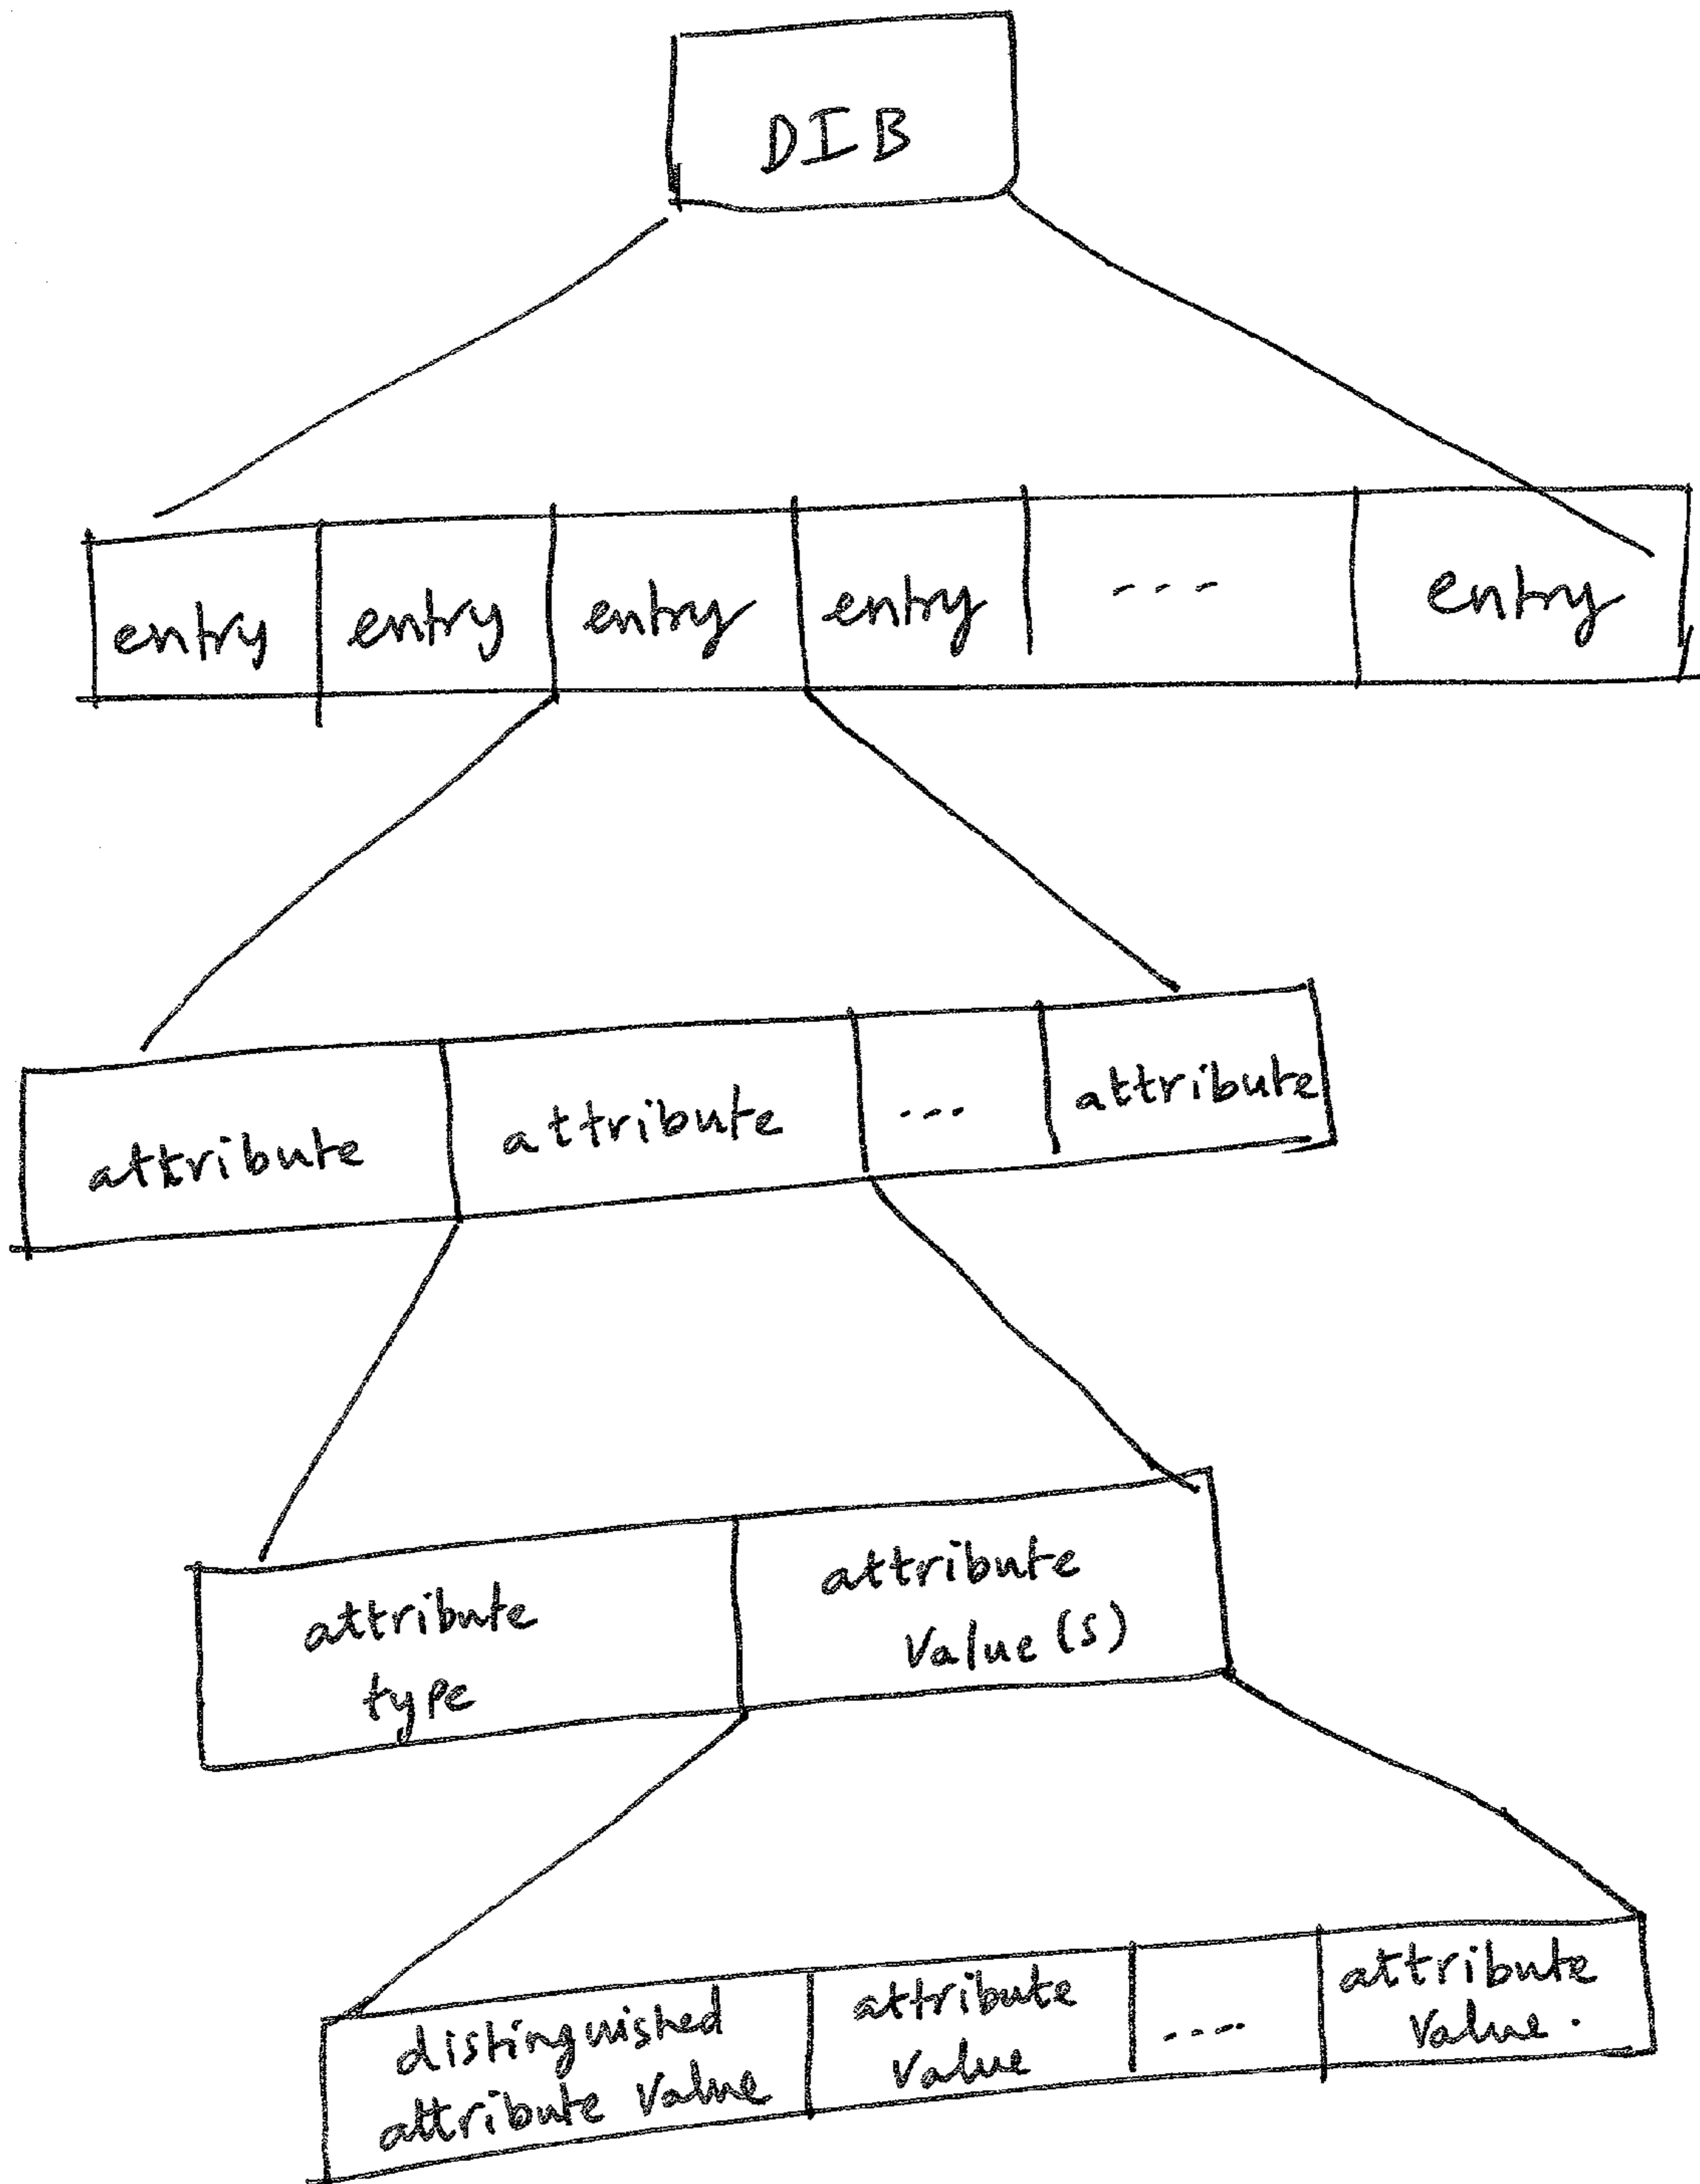 DIB
entry entry entry entry --- entry
attribute attribute --- attribute
attribute
type
attribute
Value (s)
distinguished
attribute Value
attribute
Value
----
attribute
Value.